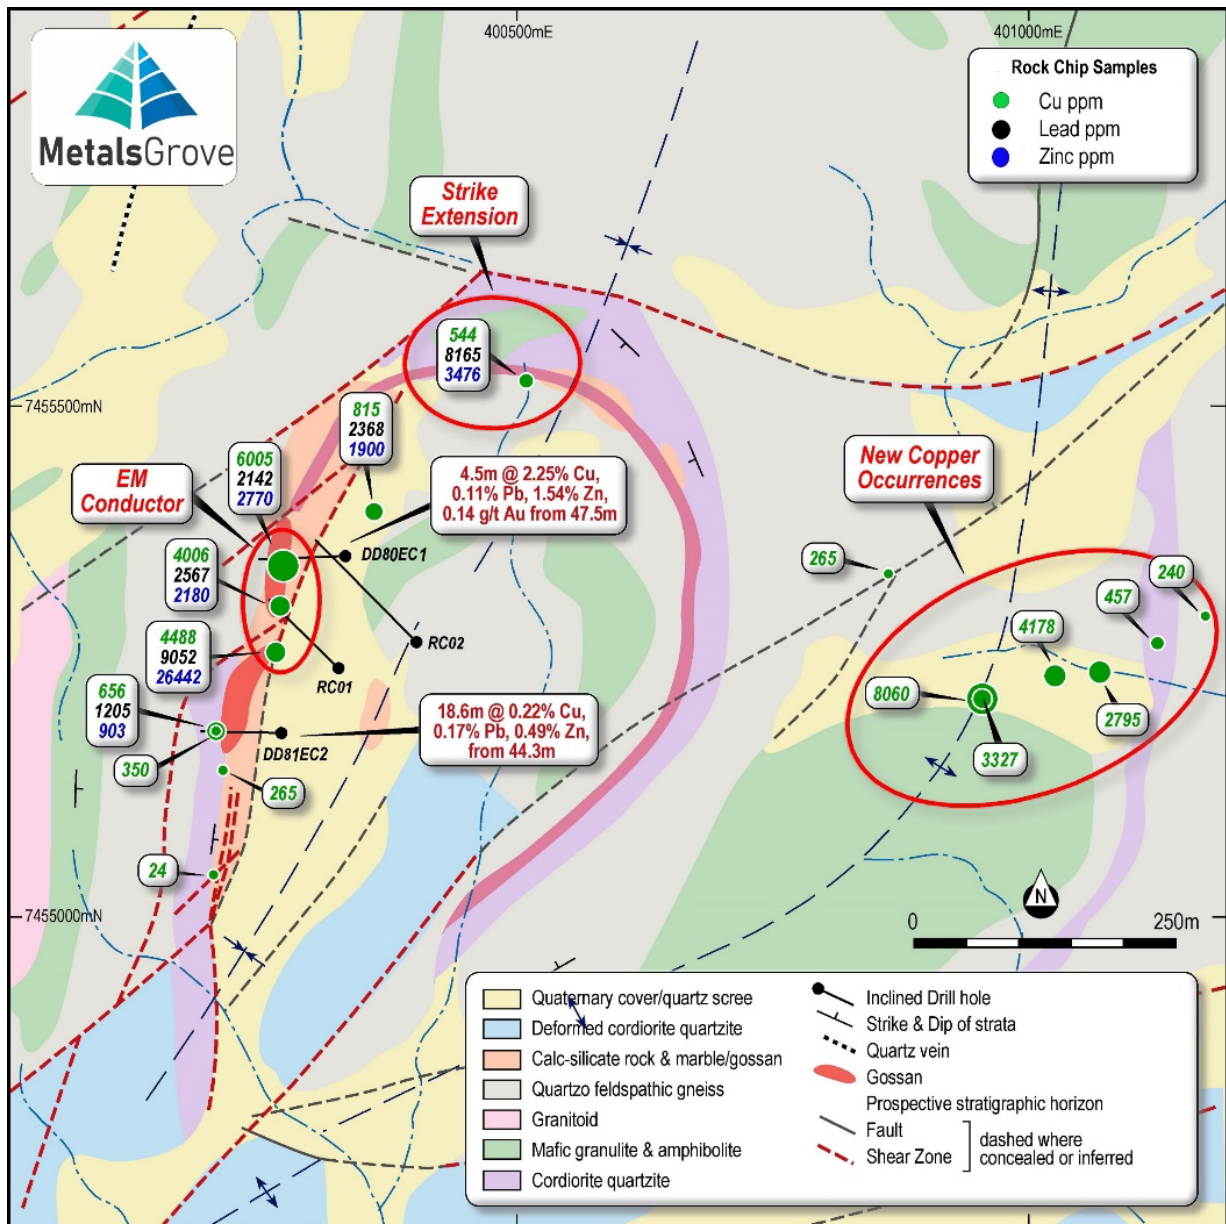 400500mE
401000mE
MetalsGrove
Rock Chip Samples
Cu ppm
Lead ppm
Zinc ppm
Strike
Extension
544
8165
3476
7455500mN
815
2368
1900
6005
2142
2770
EM
Conductor
4.5m @ 2.25% Cu,
0.11% Pb, 1.54% Zn,
0.14 g/t Au from 47.5m
New Copper
Occurrences
DD80EC1
4006
2567
2180
265
240
457
4178
4488
9052
26442
RC02
RC01
656
1205
903
8060
2795
18.6m @ 0.22% Cu,
0.17% Pb, 0.49% Zn,
from 44.3m
DD81EC2
3327
350
265
24
7455000mN
N
0
250m
Quaternary cover/quartz scree
Deformed cordiorite quartzite
Calc-silicate rock & marble/gossan
Quartzo feldspathic gneiss
Granitoid
Mafic granulite & amphibolite
Cordiorite quartzite
Inclined Drill hole
Strike & Dip of strata
Quartz vein
Gossan
Prospective stratigraphic horizon
Fault
Shear Zone
dashed where
concealed or inferred